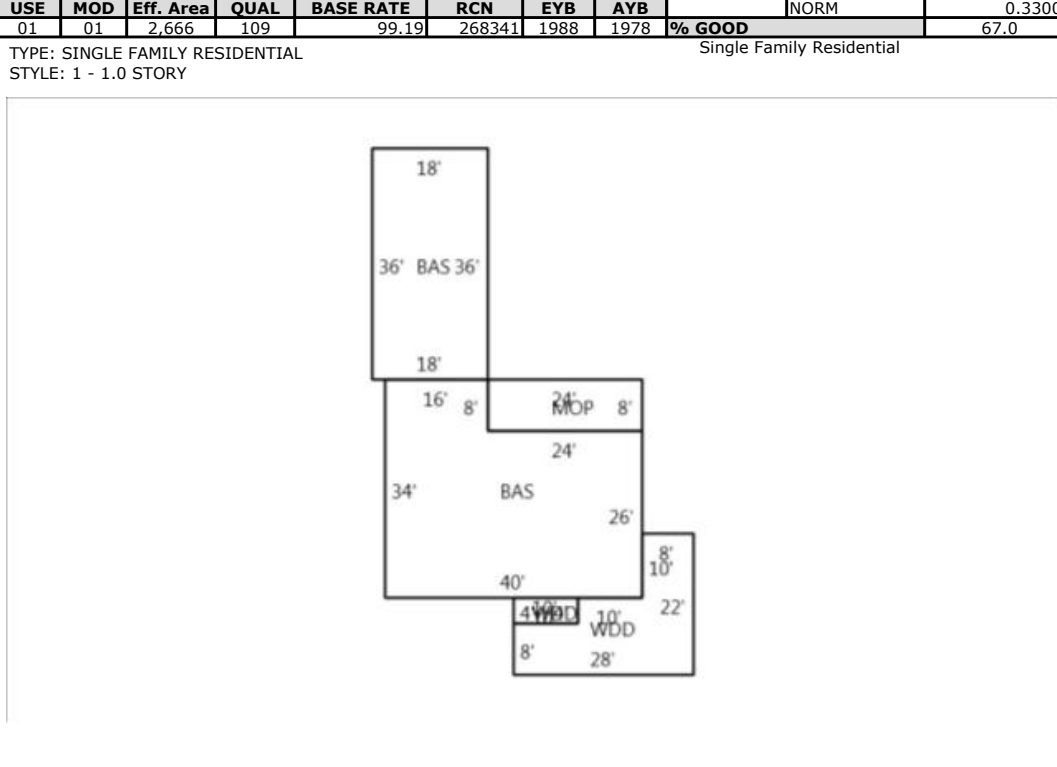 USE MOD Eff. Area QUAL BASE RATE RCN EYB AYB NORM 0.3300
01 01 2,666 109 99.19 268341 1988 1978 % GOOD 67.0
TYPE: SINGLE FAMILY RESIDENTIAL Single Family Residential
STYLE: 1 - 1.0 STORY
18'
36' BAS 36'
18'
16' 8' 24' MOP 8'
24'
34' BAS
26'
8'
10'
40'
22'
4' WDD 10'
WDD
8' 28'